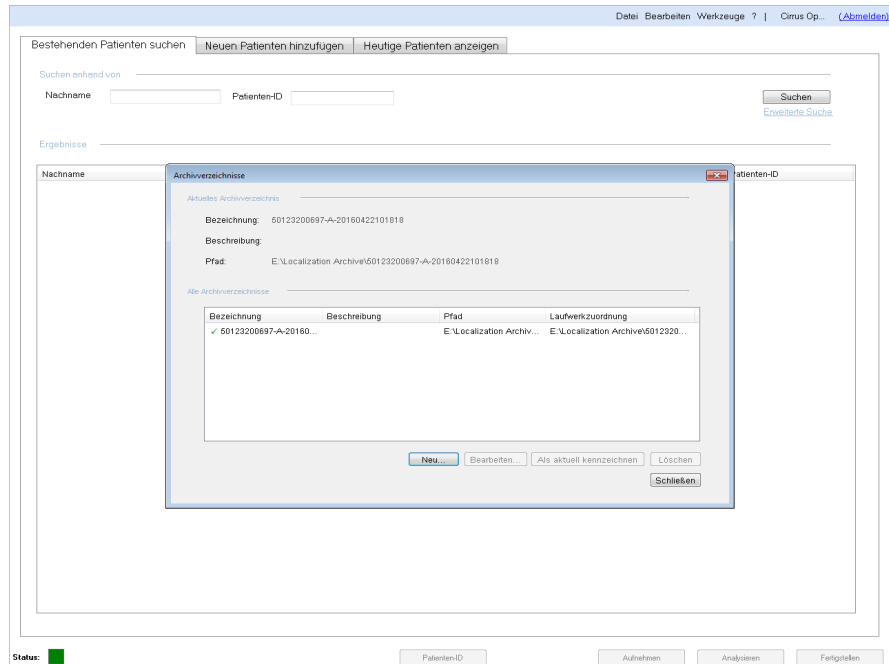 Datei Bearbeiten Werkzeuge ? | Cirrus Op... (Abmelden)
Bestehenden Patienten suchen Neuen Patienten hinzufügen Heutige Patienten anzeigen
Suchen anhand von
Nachname Patienten-ID Suchen
Erweiterte Suche
Ergebnisse
Nachname atienten-ID
Archivverzeichnisse
Aktuelles Archivverzeichnis
Bezeichnung: 50123200697-A-20160422101818
Beschreibung:
Pfad: E:\Localization Archive\50123200697-A-20160422101818
Alle Archivverzeichnisse
Bezeichnung Beschreibung Pfad Laufwerkzuordnung
✓ 50123200697-A-20160... E:\Localization Archiv... E:\Localization Archive\5012320...
Neu... Bearbeiten... Als aktuell kennzeichnen Löschen
Schließen
Status: Patienten-ID Aufnehmen Analysieren Fertigstellen